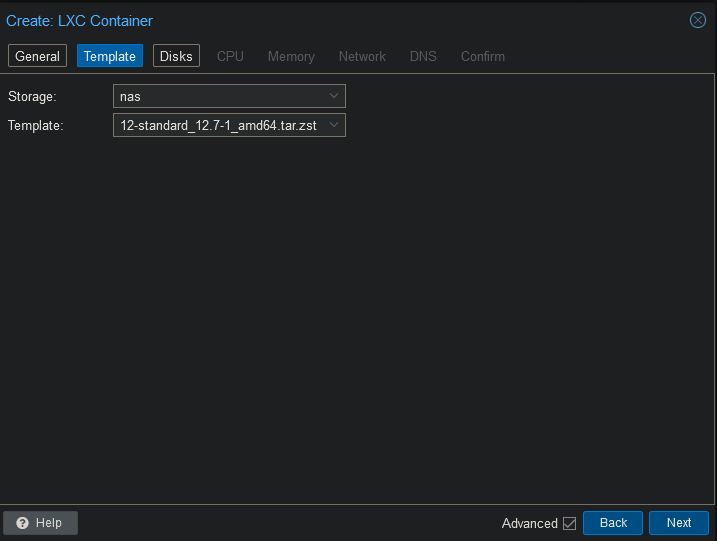 Create: LXC Container
General Template Disks CPU Memory Network DNS Confirm
Storage: nas
Template: 12-standard_12.7-1_amd64.tar.zst
Help Advanced Back Next